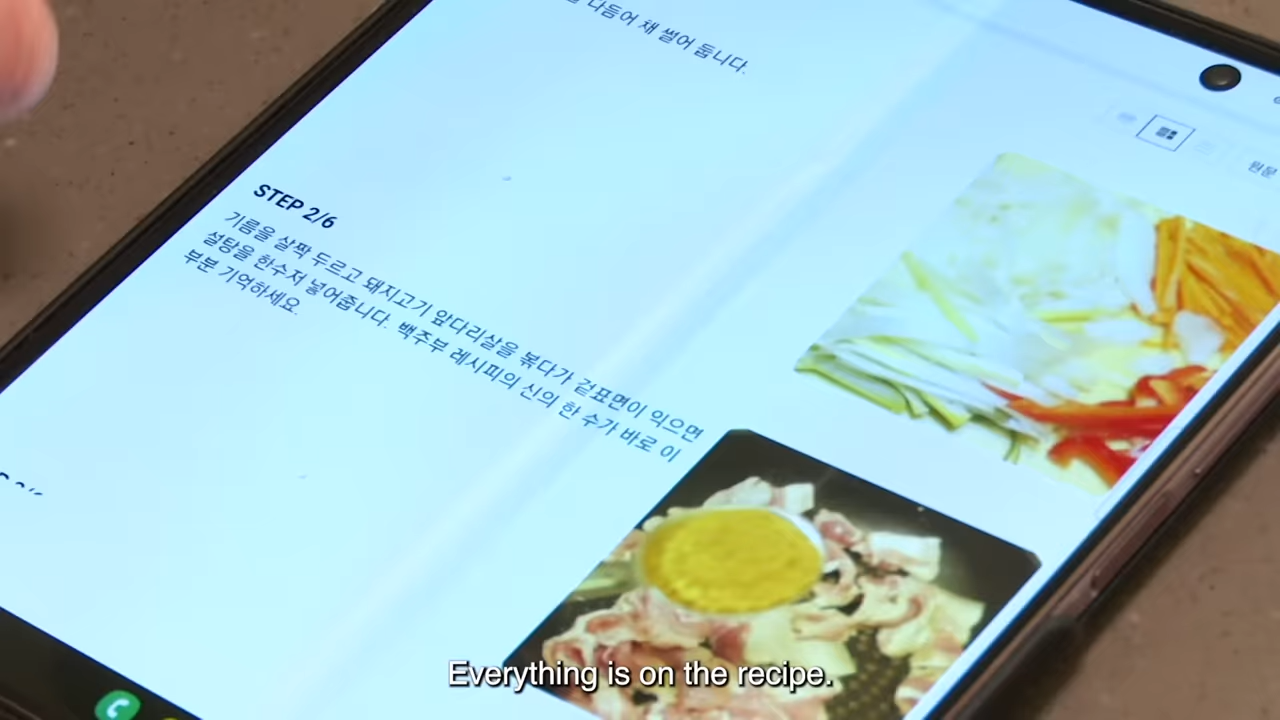 다듬어 채 썰어 둡니다.
원문
STEP 2/6
기름을 살짝 두르고 돼지고기 앞다리살을 볶다가 겉표면이 익으면
설탕을 한수저 넣어줍니다. 백주부 레시피의 신의 한 수가 바로 이
부분 기억하세요.
Everything is on the recipe.